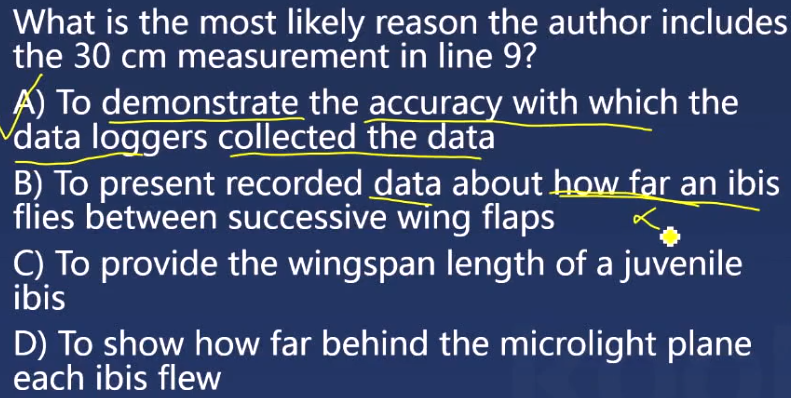 What is the most likely reason the author includes
the 30 cm measurement in line 9?
A) To demonstrate the accuracy with which the
data loggers collected the data
B) To present recorded data about how far an ibis
flies between successive wing flaps
C) To provide the wingspan length of a juvenile
ibis
D) To show how far behind the microlight plane
each ibis flew